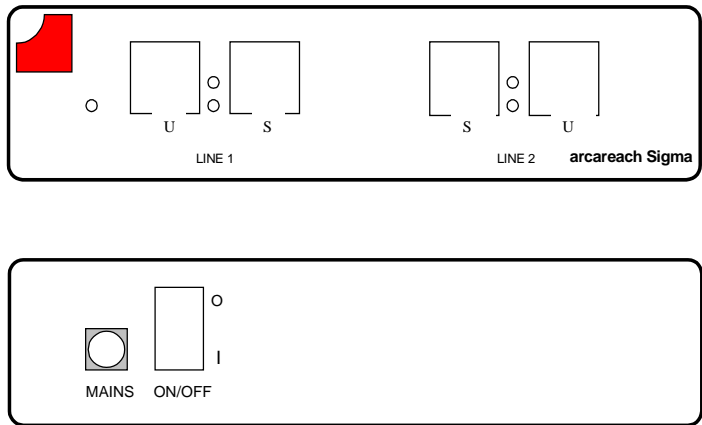 U S S U
LINE 1 LINE 2 arcareach Sigma
O
I
MAINS ON/OFF